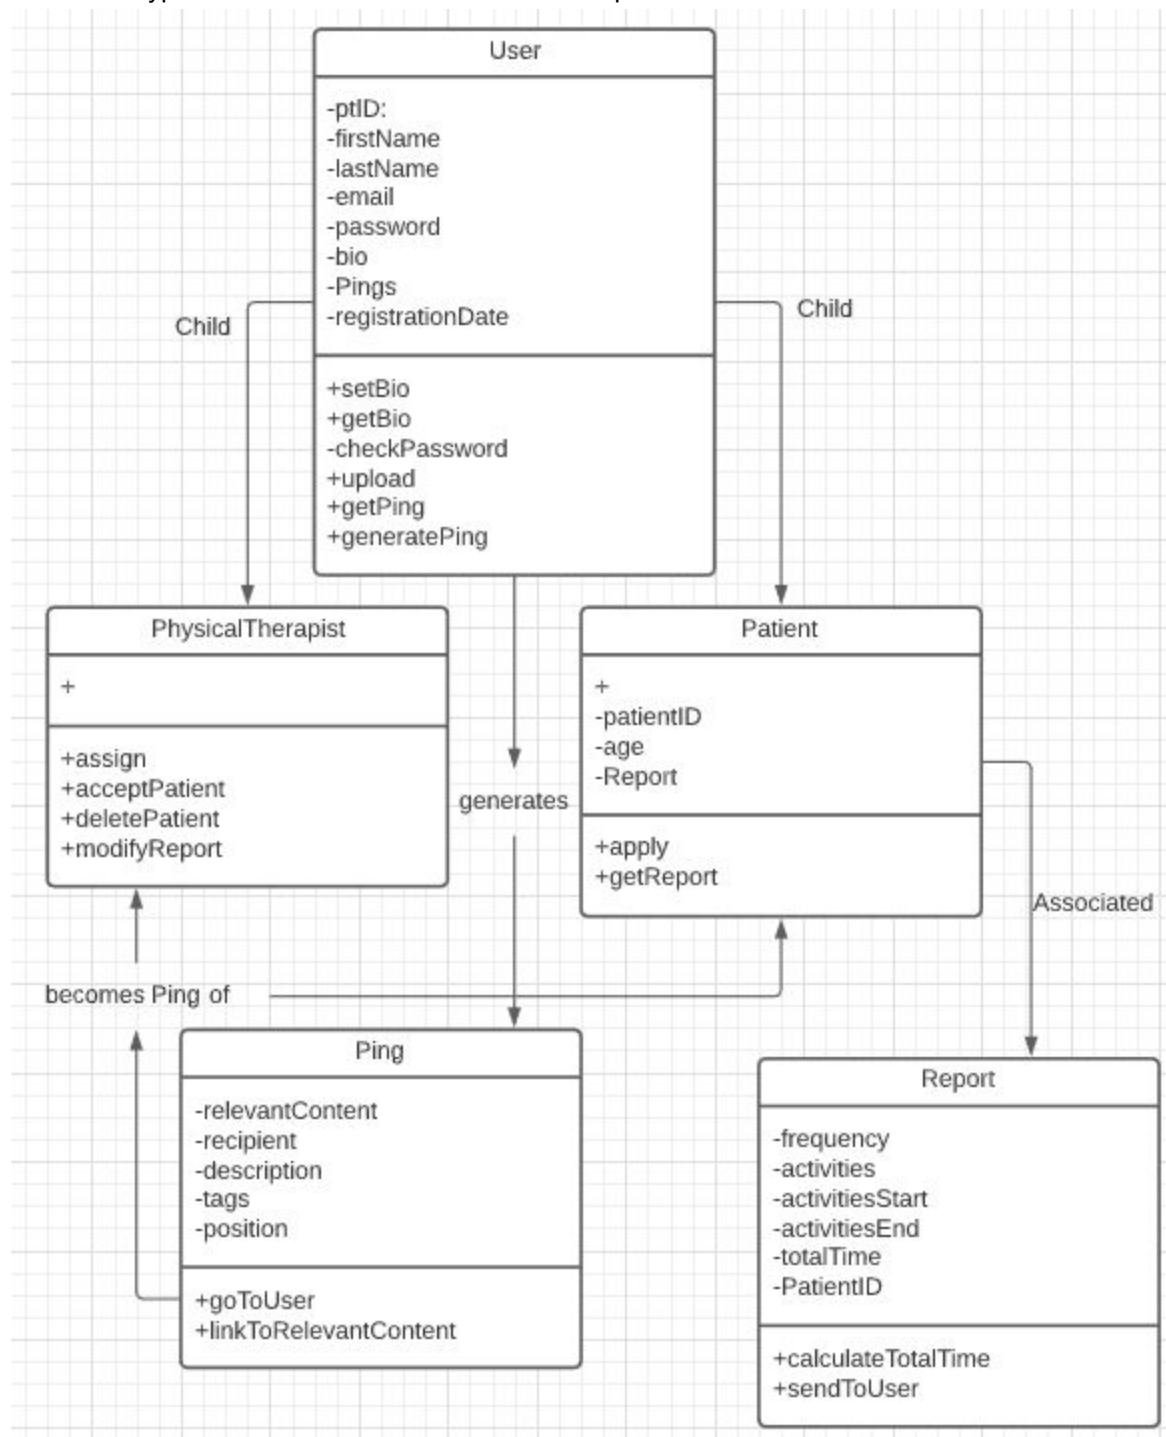 User
-ptID:
-firstName
-lastName
-email
-password
-bio
-Pings
-registrationDate
+setBio
+getBio
-checkPassword
+upload
+getPing
+generatePing
Child
Child
PhysicalTherapist
+
+assign
+acceptPatient
+deletePatient
+modifyReport
generates
Patient
+
-patientID
-age
-Report
+apply
+getReport
Associated
becomes Ping of
Ping
-relevantContent
-recipient
-description
-tags
-position
+goToUser
+linkToRelevantContent
Report
-frequency
-activities
-activitiesStart
-activitiesEnd
-totalTime
-PatientID
+calculateTotalTime
+sendToUser